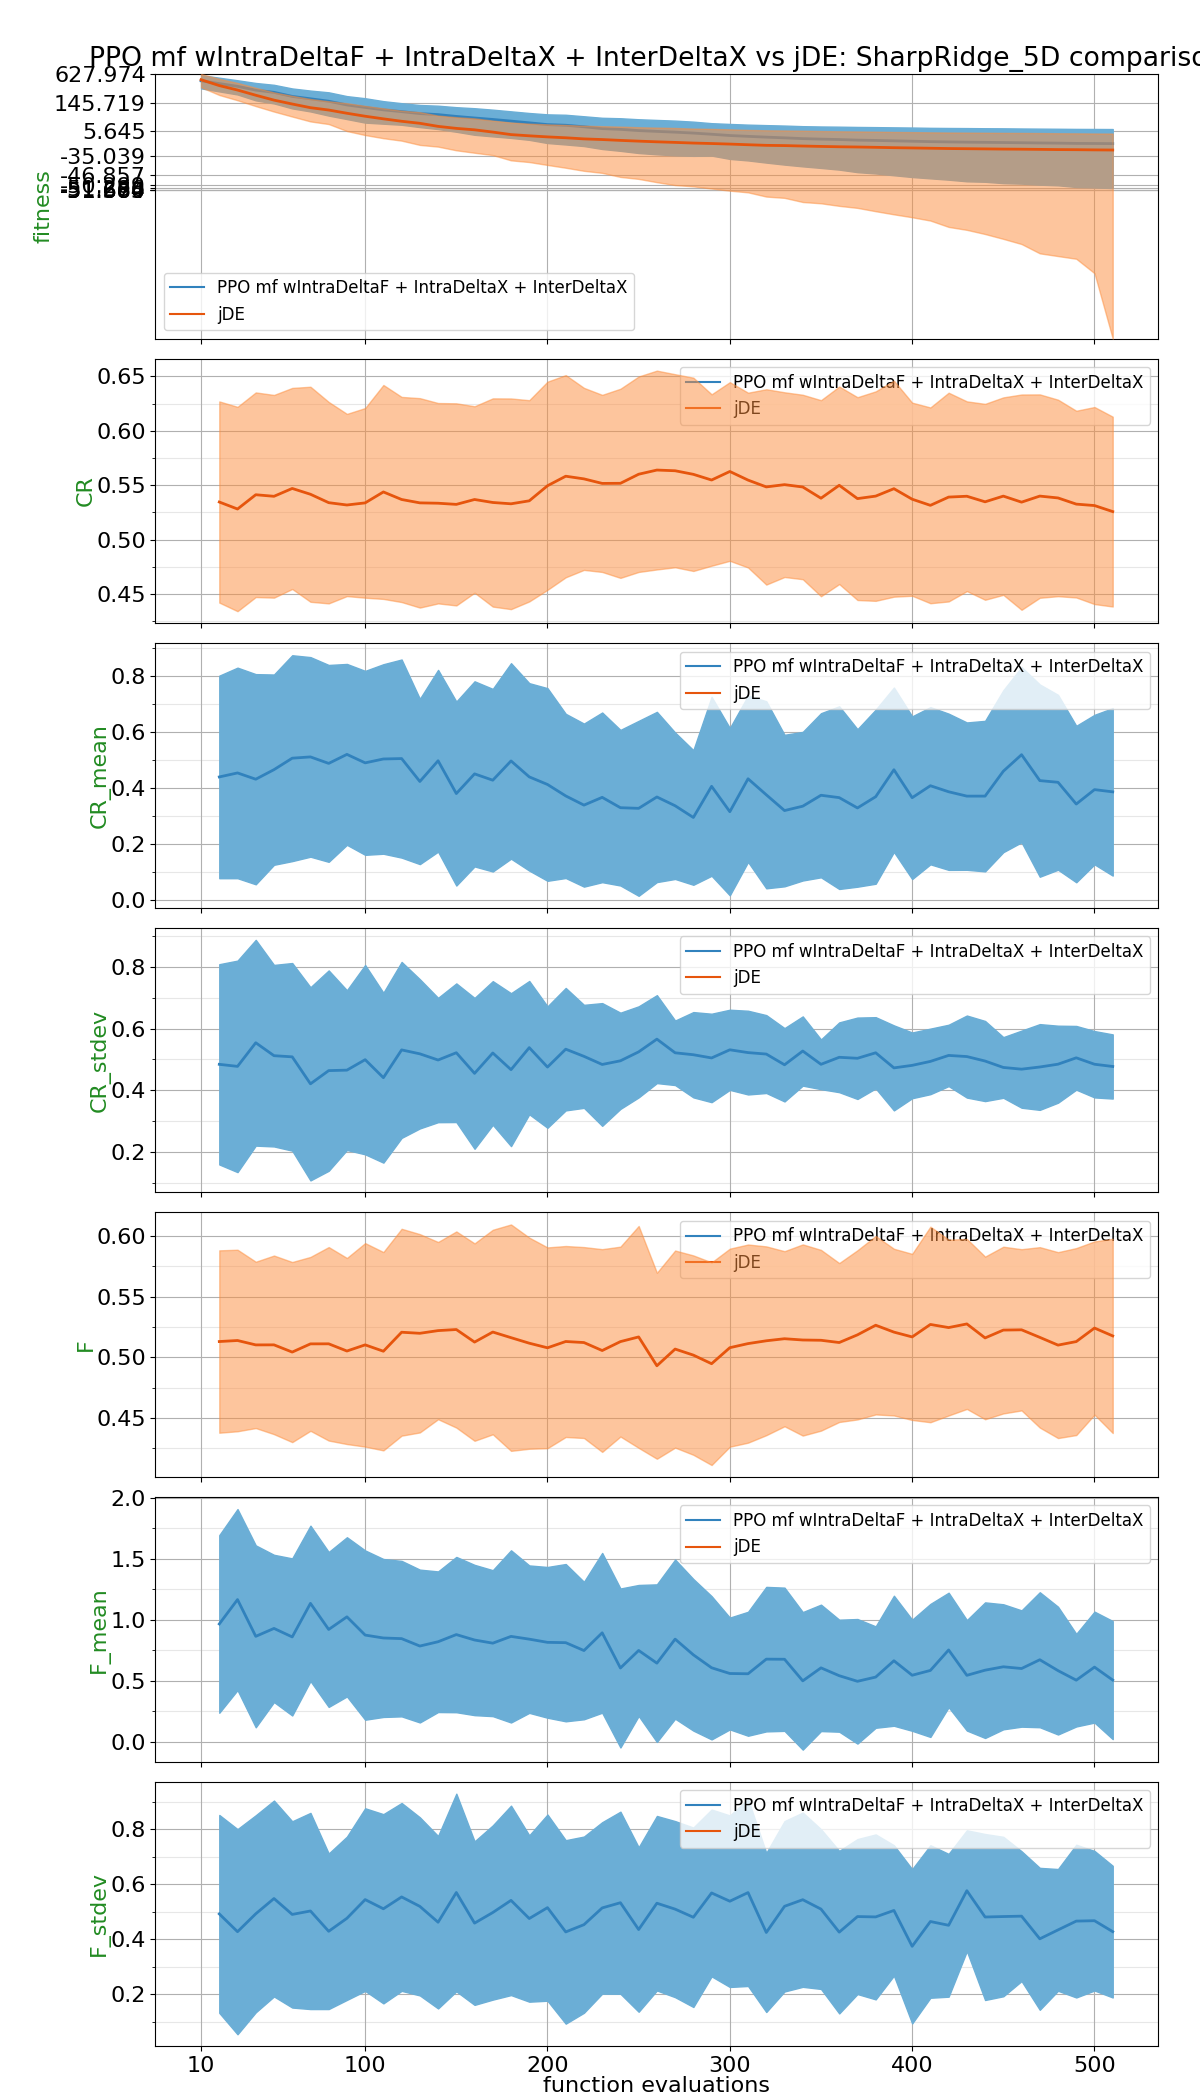 PPO mf wIntraDeltaF + IntraDeltaX + InterDeltaX vs jDE: SharpRidge_5D comparis
627.974
145.719
5.645
-35.039
-46.857
fitness
PPO mf wIntraDeltaF + IntraDeltaX + InterDeltaX
jDE
0.65
0.60
0.55
0.50
0.45
CR
PPO mf wIntraDeltaF + IntraDeltaX + InterDeltaX
jDE
0.8
0.6
0.4
0.2
0.0
CR_mean
PPO mf wIntraDeltaF + IntraDeltaX + InterDeltaX
jDE
0.8
0.6
0.4
0.2
CR_stdev
PPO mf wIntraDeltaF + IntraDeltaX + InterDeltaX
jDE
0.60
0.55
0.50
0.45
F
PPO mf wIntraDeltaF + IntraDeltaX + InterDeltaX
jDE
2.0
1.5
1.0
0.5
0.0
F_mean
PPO mf wIntraDeltaF + IntraDeltaX + InterDeltaX
jDE
0.8
0.6
0.4
0.2
F_stdev
PPO mf wIntraDeltaF + IntraDeltaX + InterDeltaX
jDE
10 100 200 300 400 500
function evaluations